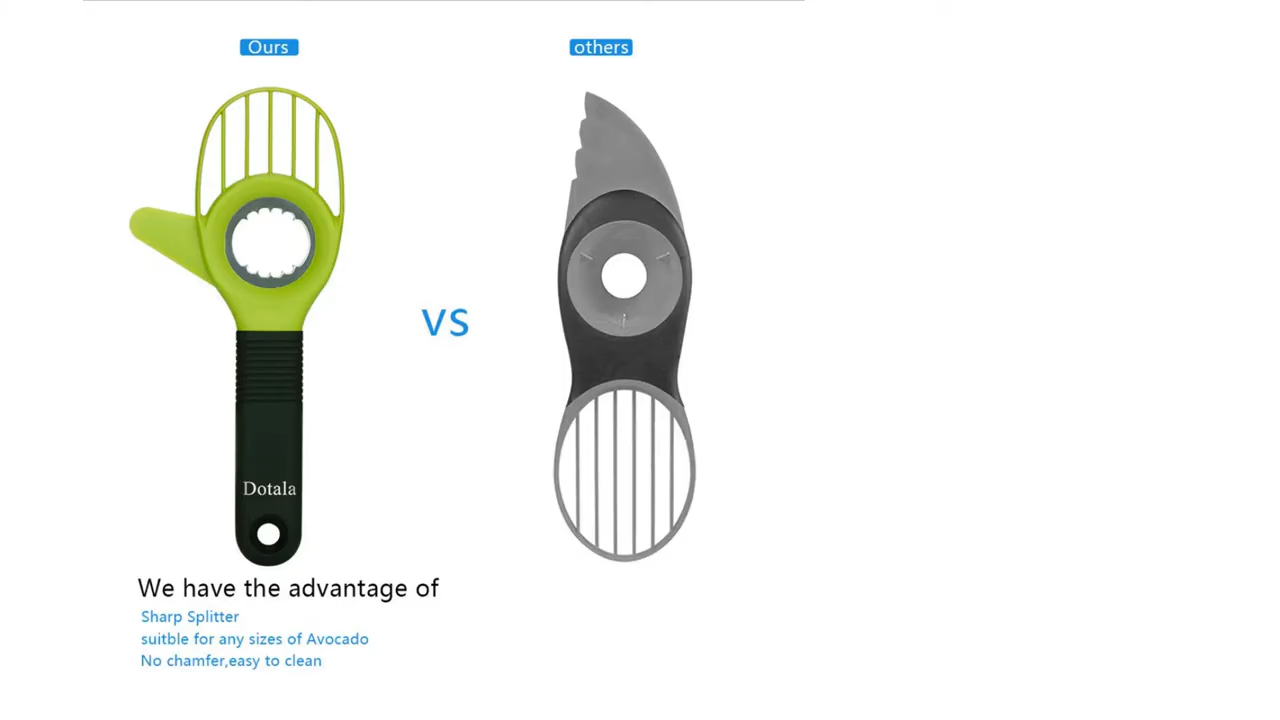 Ours
others
VS
Dotala
We have the advantage of
Sharp Splitter
suitble for any sizes of Avocado
No chamfer,easy to clean